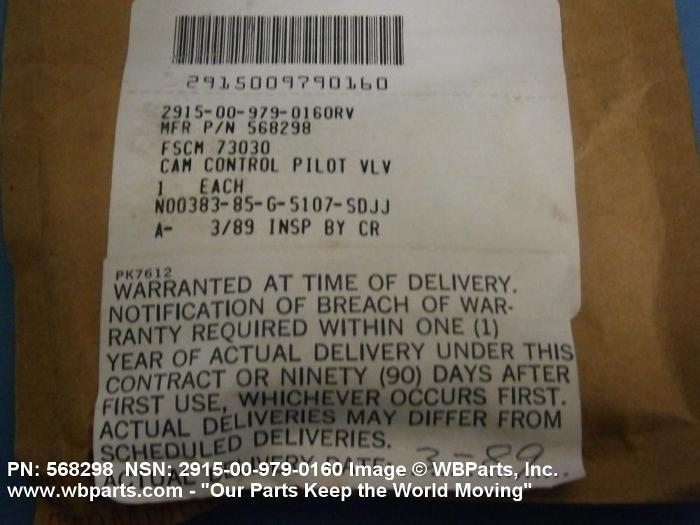 2915009790160
2915-00-979-0160RV
MFR P/N 568298
FSCM 73030
CAM CONTROL PILOT VLV
1 EACH
N00383-85-G-5107-SDJJ
A- 3/89 INSP BY CR
PK7612
WARRANTED AT TIME OF DELIVERY.
NOTIFICATION OF BREACH OF WAR-
RANTY REQUIRED WITHIN ONE (1)
YEAR OF ACTUAL DELIVERY UNDER THIS
CONTRACT OR NINETY (90) DAYS AFTER
FIRST USE, WHICHEVER OCCURS FIRST.
ACTUAL DELIVERIES MAY DIFFER FROM
SCHEDULED DELIVERIES.
ACTUAL DELIVERY DATE: 3-89
PN: 568298 NSN: 2915-00-979-0160 Image © WBParts, Inc.
www.wbparts.com - "Our Parts Keep the World Moving"